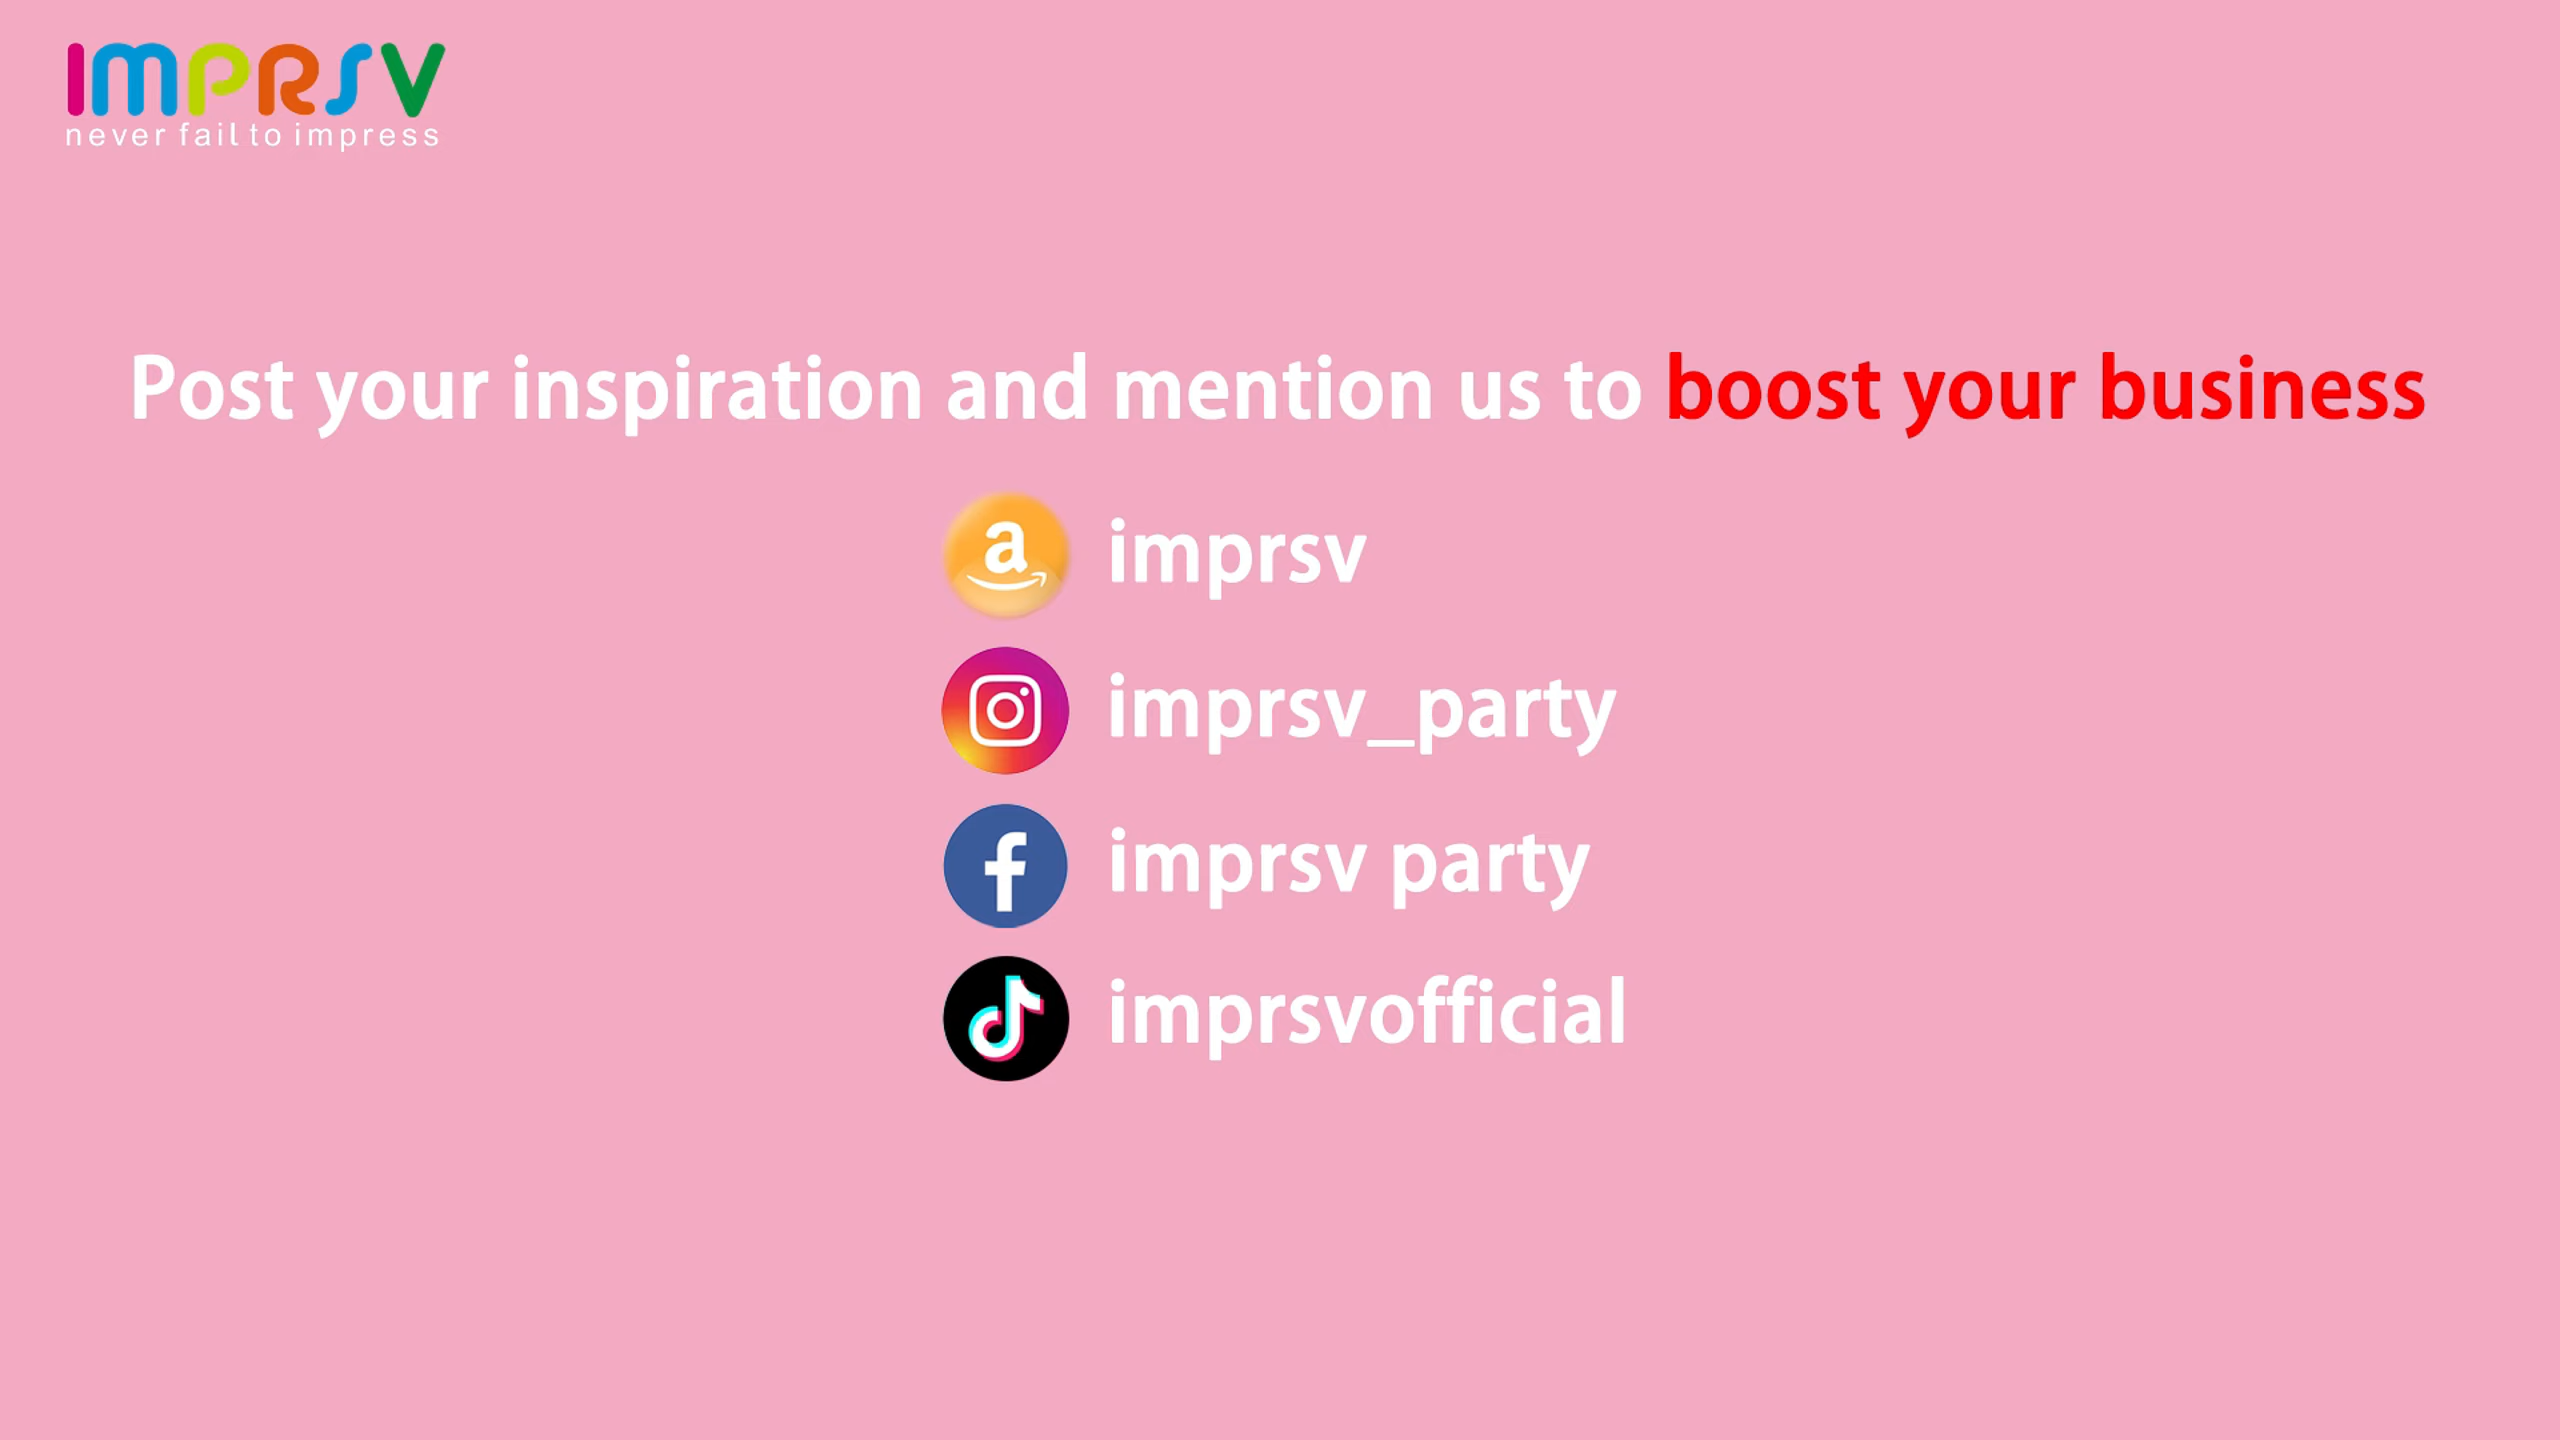 IMPRSV
never fail to impress
Post your inspiration and mention us to boost your business
imprsv
imprsv_party
imprsv party
imprsvofficial